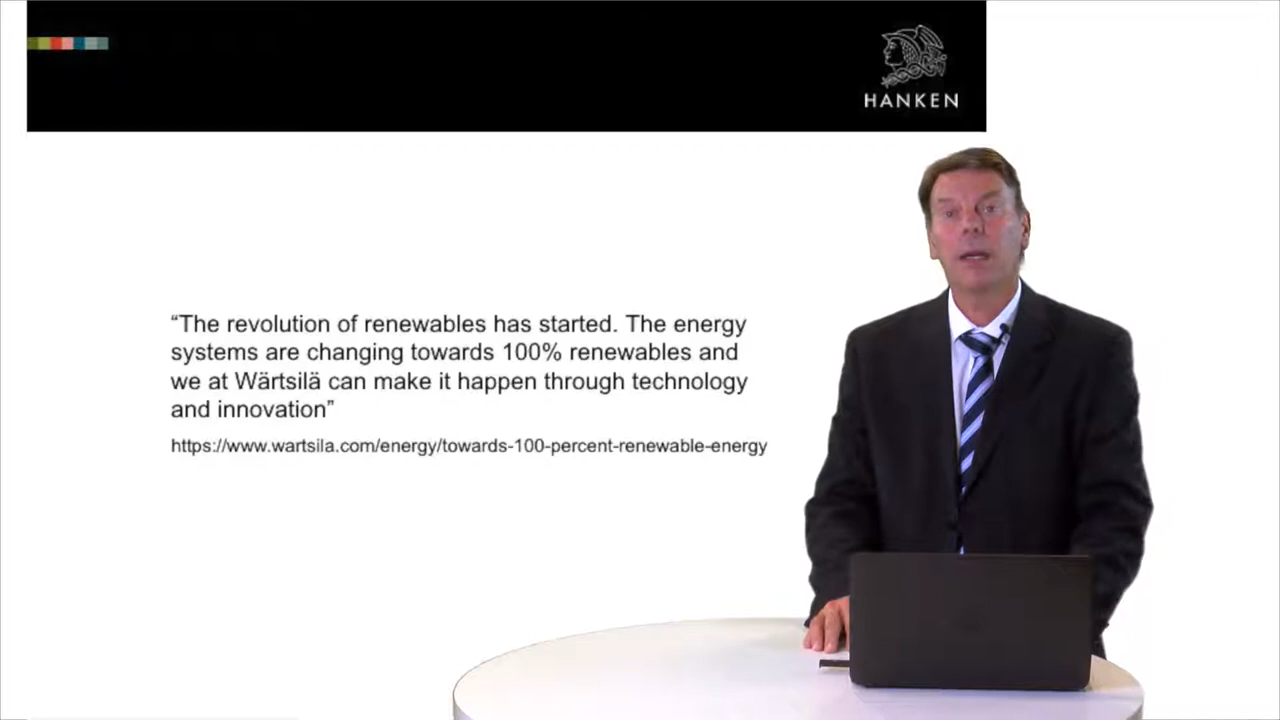 HANKEN
“The revolution of renewables has started. The energy
systems are changing towards 100% renewables and
we at Wärtsilä can make it happen through technology
and innovation”
https://www.wartsila.com/energy/towards-100-percent-renewable-energy